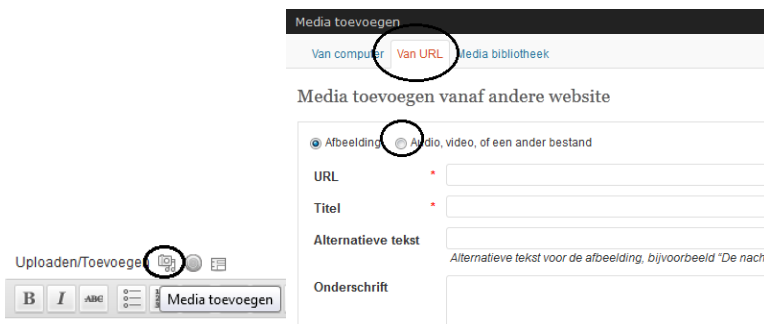 Media toevoegen
Van computer Van URL Media bibliotheek
Media toevoegen vanaf andere website
Afbeelding Audio, video, of een ander bestand
URL *
Titel *
Alternatieve tekst
Alternatieve tekst voor de afbeelding, bijvoorbeeld "De nach
Onderschrift
Uploaden/Toevoegen
B I ABC
Media toevoegen